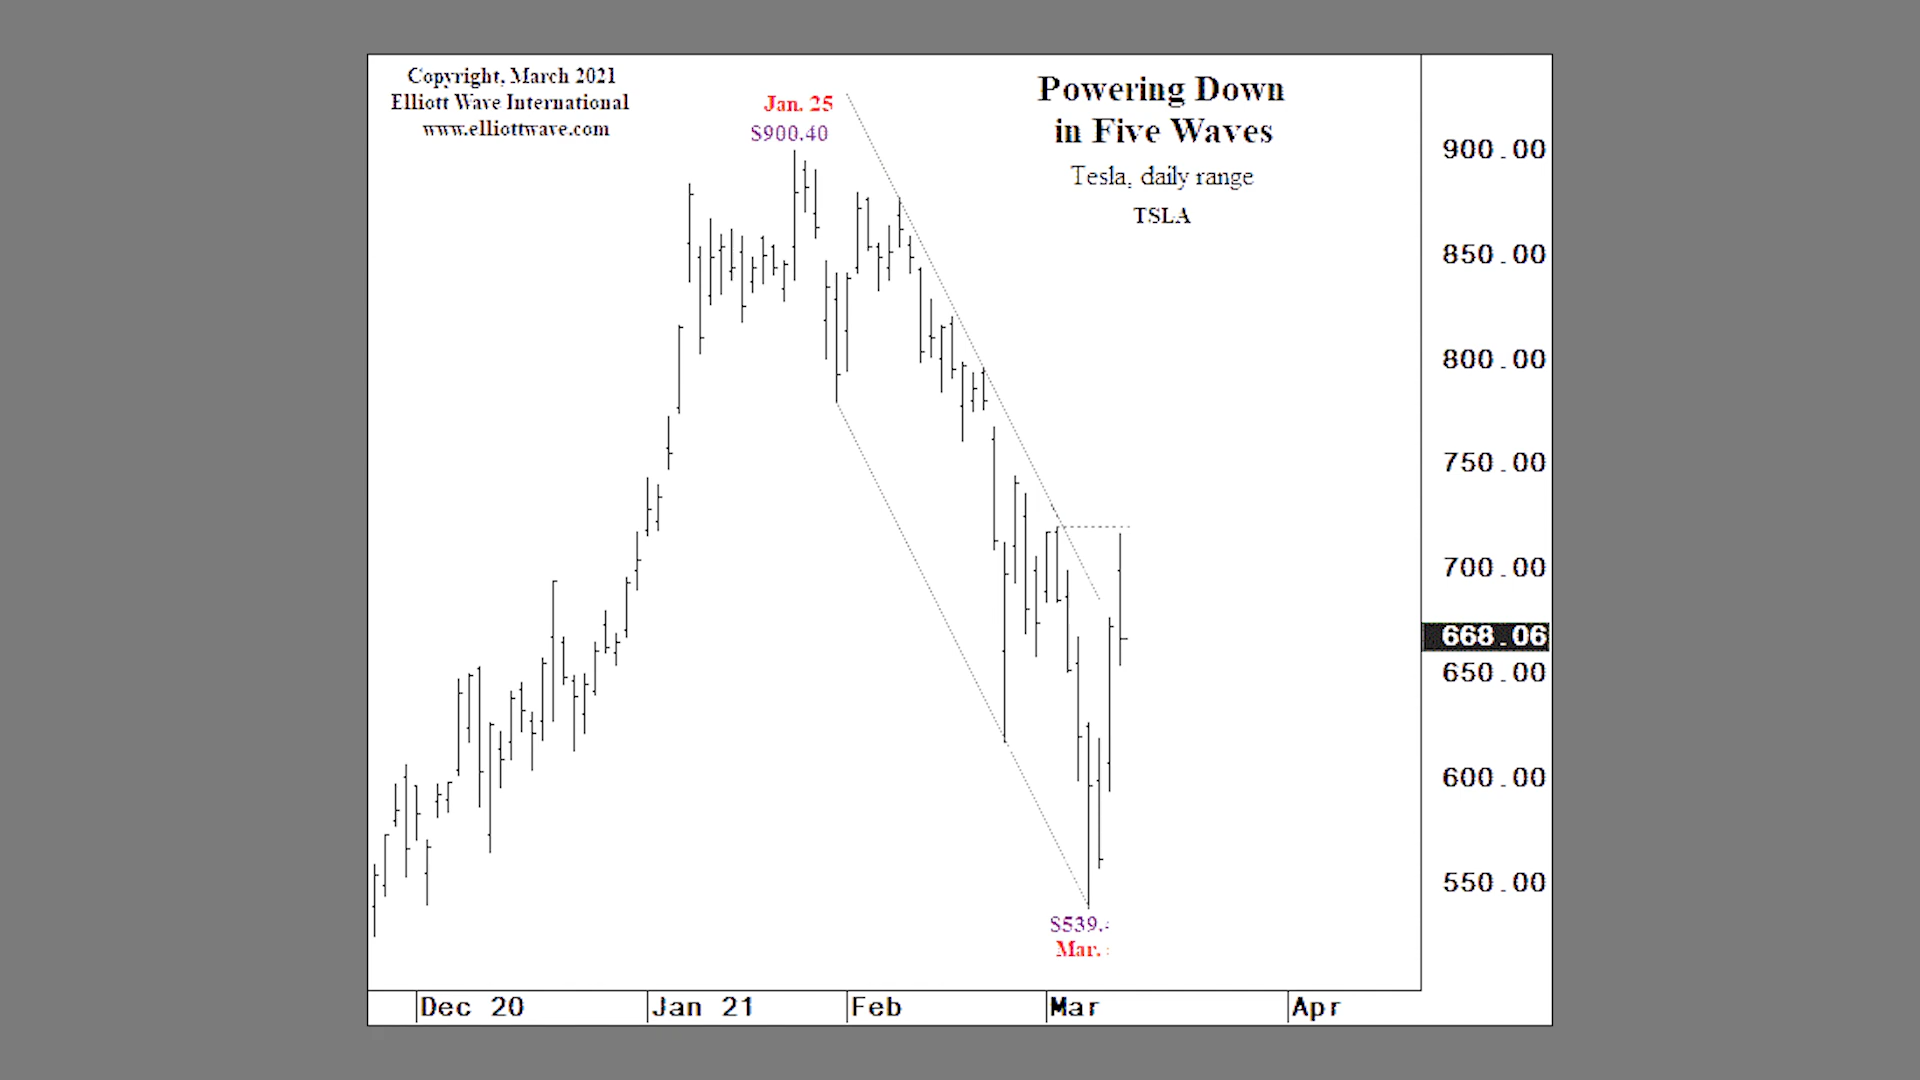 Copyright, March 2021
Elliott Wave International
www.elliottwave.com
Jan. 25
$900.40
Powering Down
in Five Waves
Tesla, daily range
TSLA
900.00
850.00
800.00
750.00
700.00
668.06
650.00
600.00
550.00
$539.
Mar.
Dec 20
Jan 21
Feb
Mar
Apr